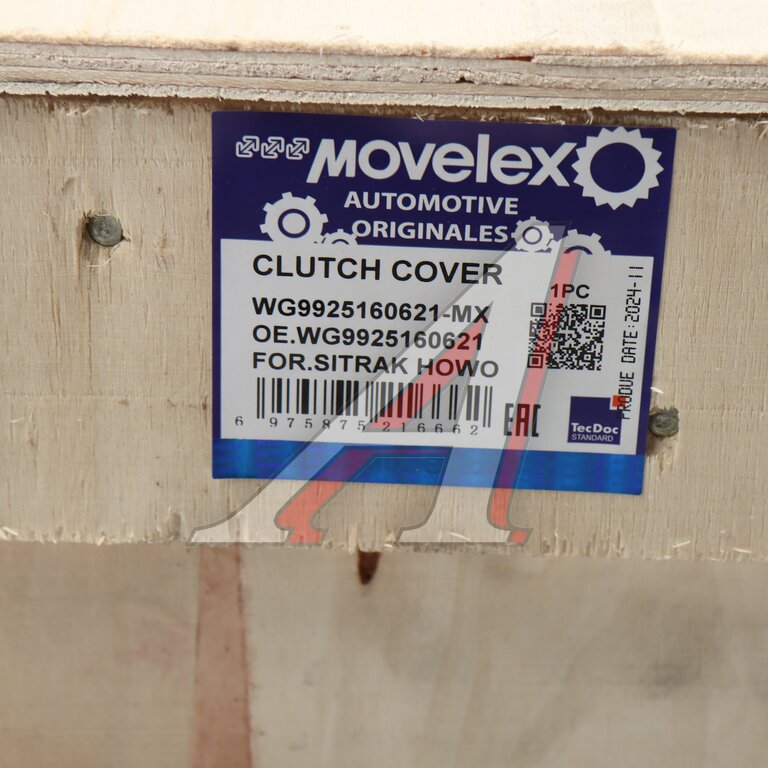 MOVELEX
AUTOMOTIVE
ORIGINALES
CLUTCH COVER
WG9925160621-MX
OE.WG9925160621
FOR.SITRAK HOWO
1PC
PRODUE DATE:2024-11
6 975875 216662
EAC
TecDoc
STANDARD